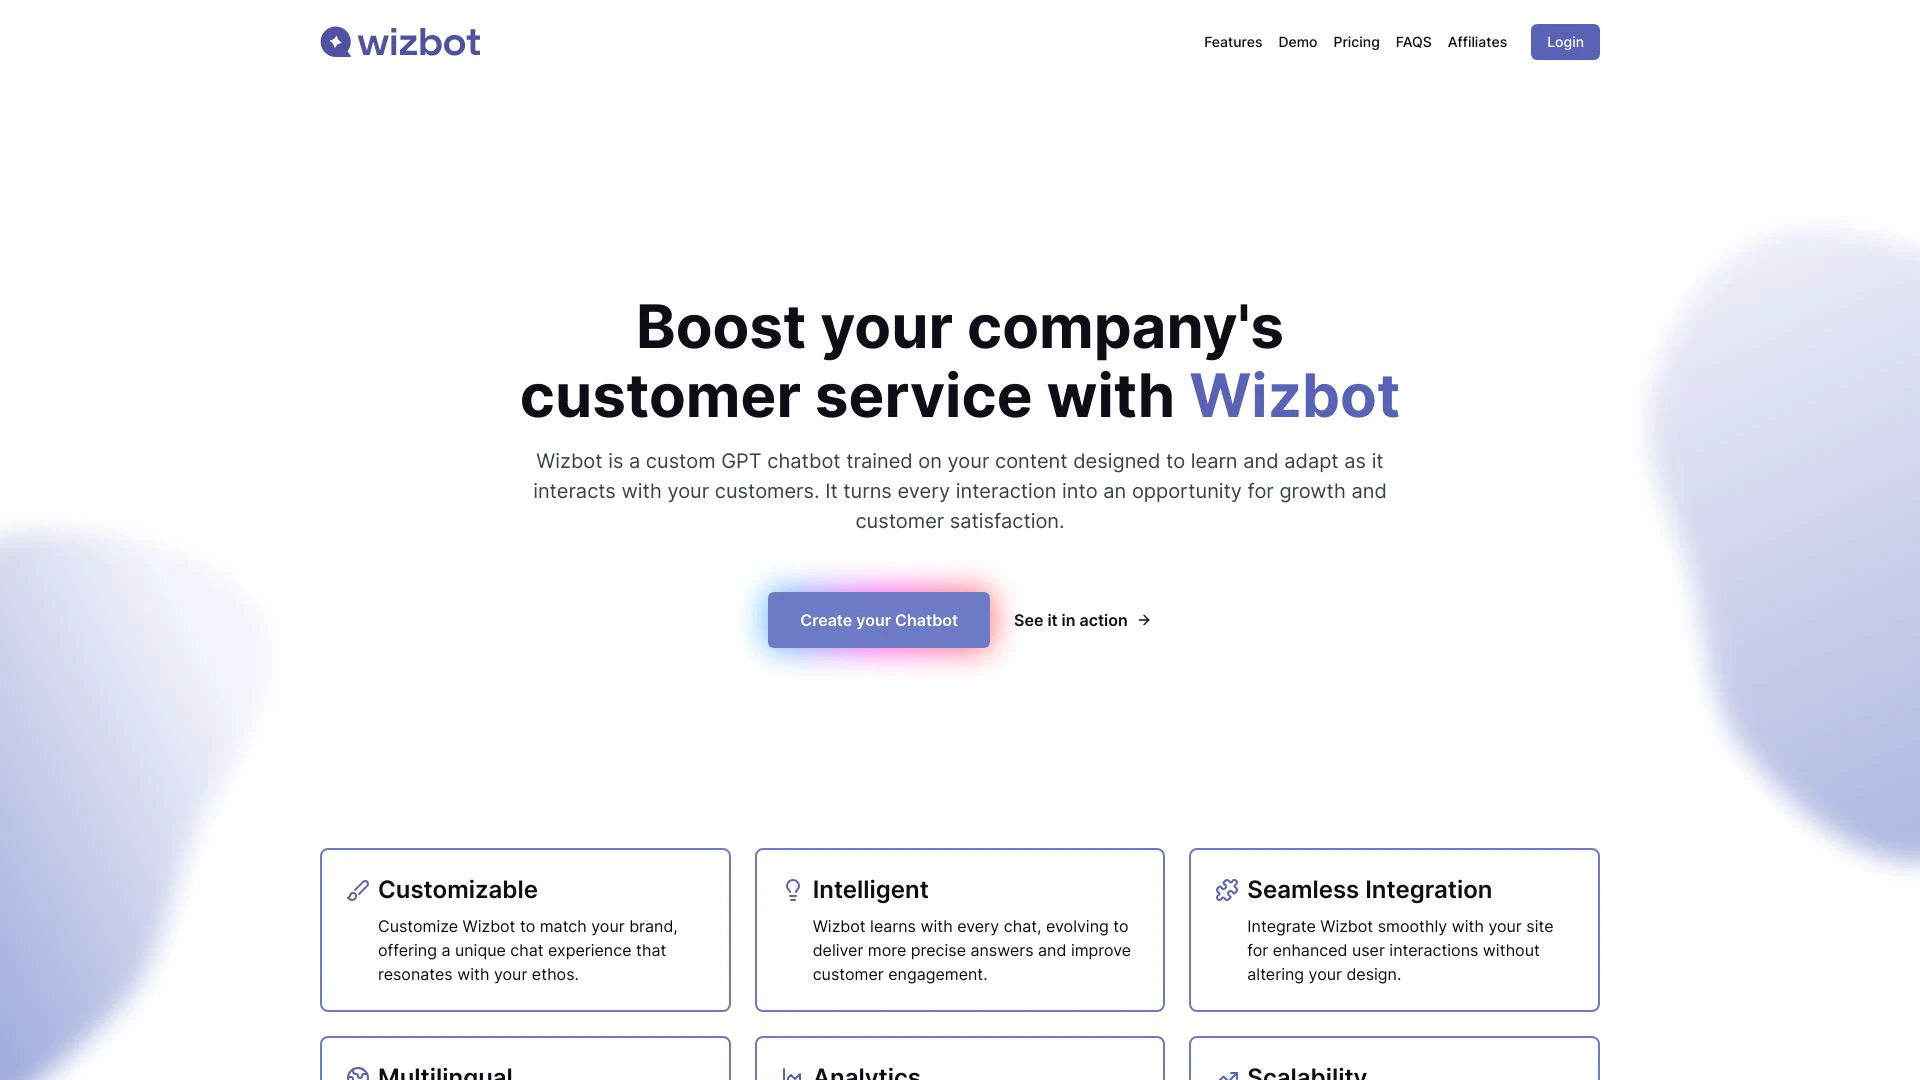 wizbot
Features Demo Pricing FAQS Affiliates Login
Boost your company's
customer service with Wizbot
Wizbot is a custom GPT chatbot trained on your content designed to learn and adapt as it
interacts with your customers. It turns every interaction into an opportunity for growth and
customer satisfaction.
Create your Chatbot
See it in action →
Customizable
Customize Wizbot to match your brand,
offering a unique chat experience that
resonates with your ethos.
Intelligent
Wizbot learns with every chat, evolving to
deliver more precise answers and improve
customer engagement.
Seamless Integration
Integrate Wizbot smoothly with your site
for enhanced user interactions without
altering your design.
Multilingual
Analytics
Scalability